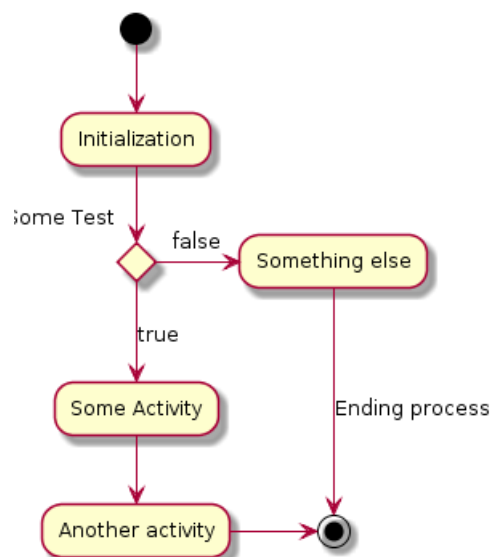 Initialization
Some Test
false
Something else
true
Some Activity
Ending process
Another activity